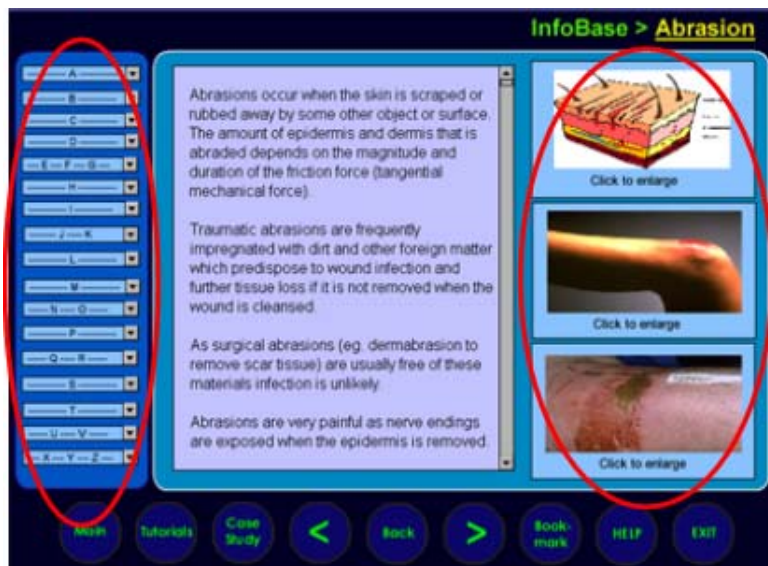 InfoBase > Abrasion
----- A -----
----- B -----
----- C -----
----- D -----
-- E -- F -- G --
----- H -----
----- I -----
---- J --- K ----
----- L -----
----- M -----
---- N --- O ----
----- P -----
---- Q --- R ----
----- S -----
----- T -----
---- U --- V ----
-- X -- Y -- Z --
Abrasions occur when the skin is scraped or
rubbed away by some other object or surface.
The amount of epidermis and dermis that is
abraded depends on the magnitude and
duration of the friction force (tangential
mechanical force).
Traumatic abrasions are frequently
impregnated with dirt and other foreign matter
which predispose to wound infection and
further tissue loss if it is not removed when the
wound is cleansed.
As surgical abrasions (eg. dermabrasion to
remove scar tissue) are usually free of these
materials infection is unlikely.
Abrasions are very painful as nerve endings
are exposed when the epidermis is removed.
Click to enlarge
Click to enlarge
Click to enlarge
Main
Tutorials
Case
Study
<
Back
>
Book-
mark
HELP
EXIT